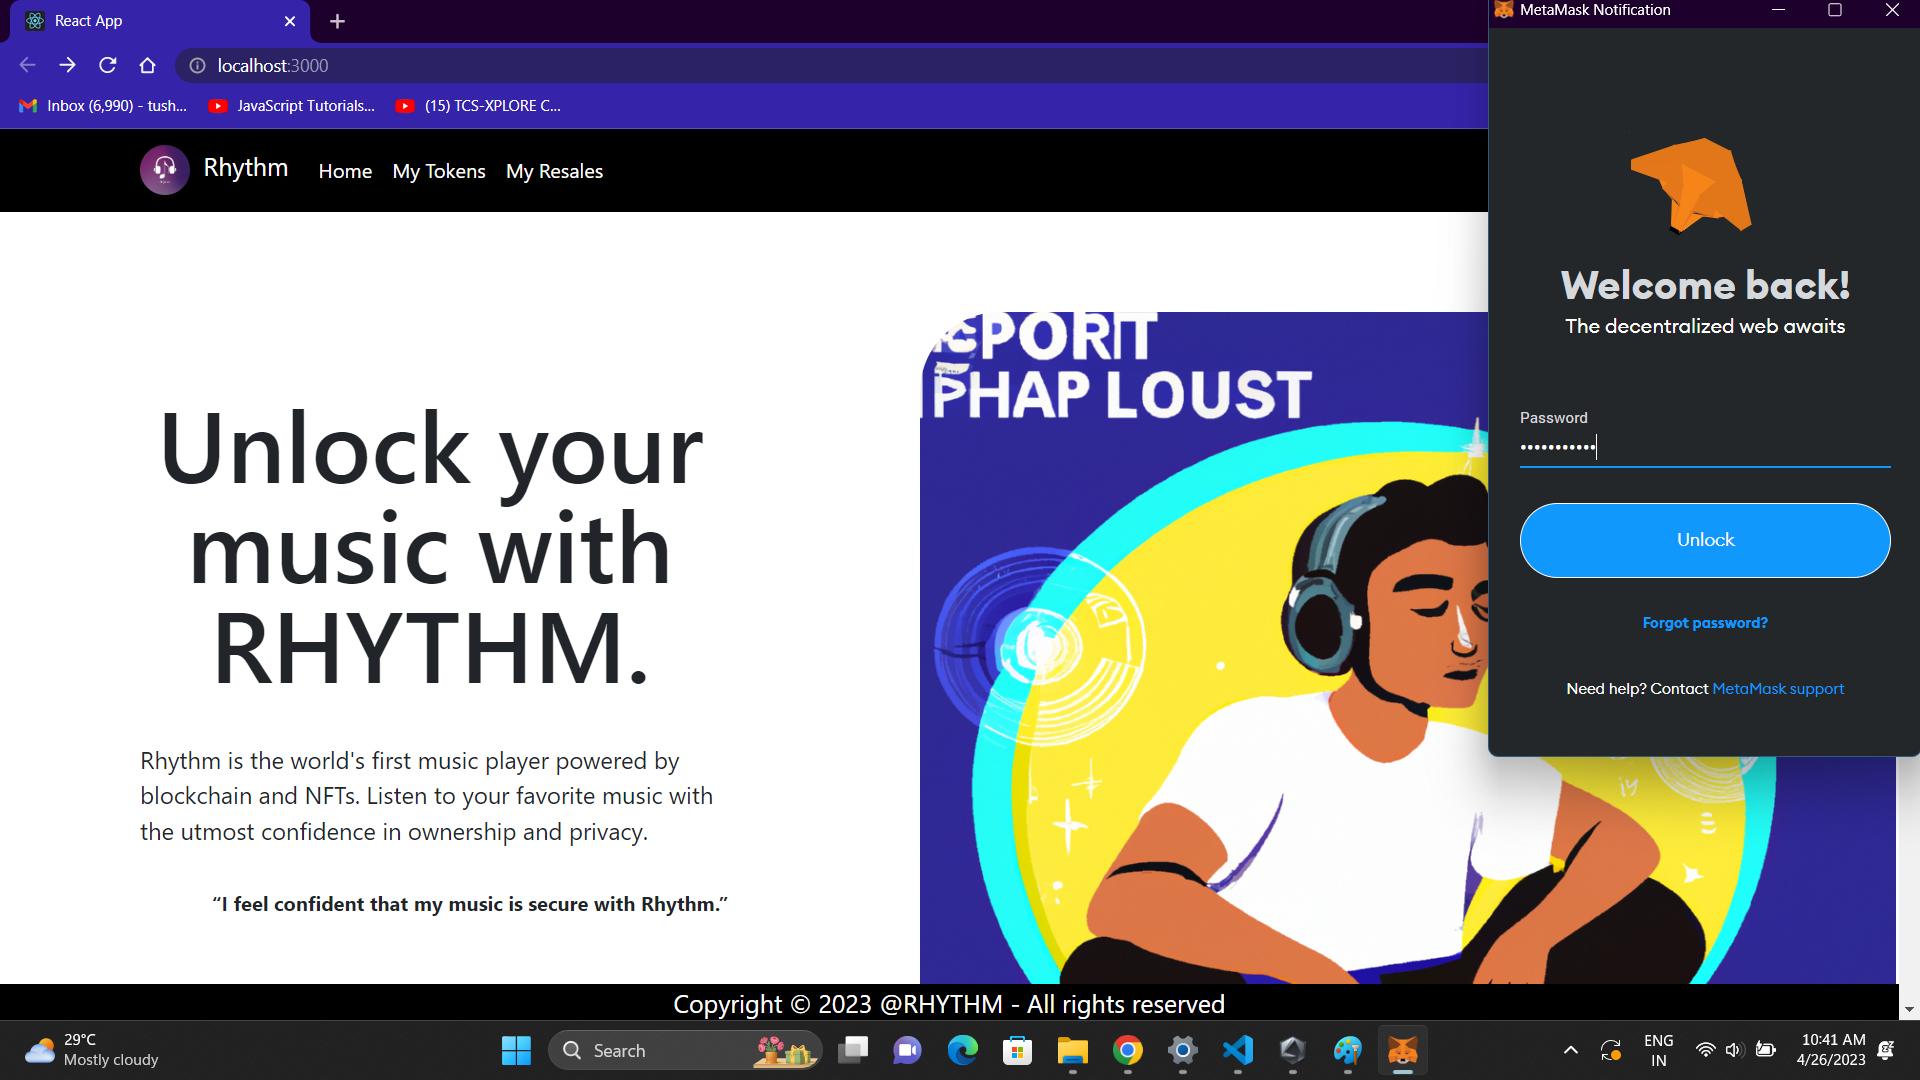 React App
localhost:3000
Inbox (6,990) - tush...
JavaScript Tutorials...
(15) TCS-XPLORE C...
Rhythm
Home
My Tokens
My Resales
Unlock your
music with
RHYTHM.
Rhythm is the world's first music player powered by
blockchain and NFTs. Listen to your favorite music with
the utmost confidence in ownership and privacy.
“I feel confident that my music is secure with Rhythm.”
PHAP LOUST
Copyright © 2023 @RHYTHM - All rights reserved
MetaMask Notification
Welcome back!
The decentralized web awaits
Password
•••••••••••
Unlock
Forgot password?
Need help? Contact MetaMask support
29°C
Mostly cloudy
Search
ENG
IN
10:41 AM
4/26/2023